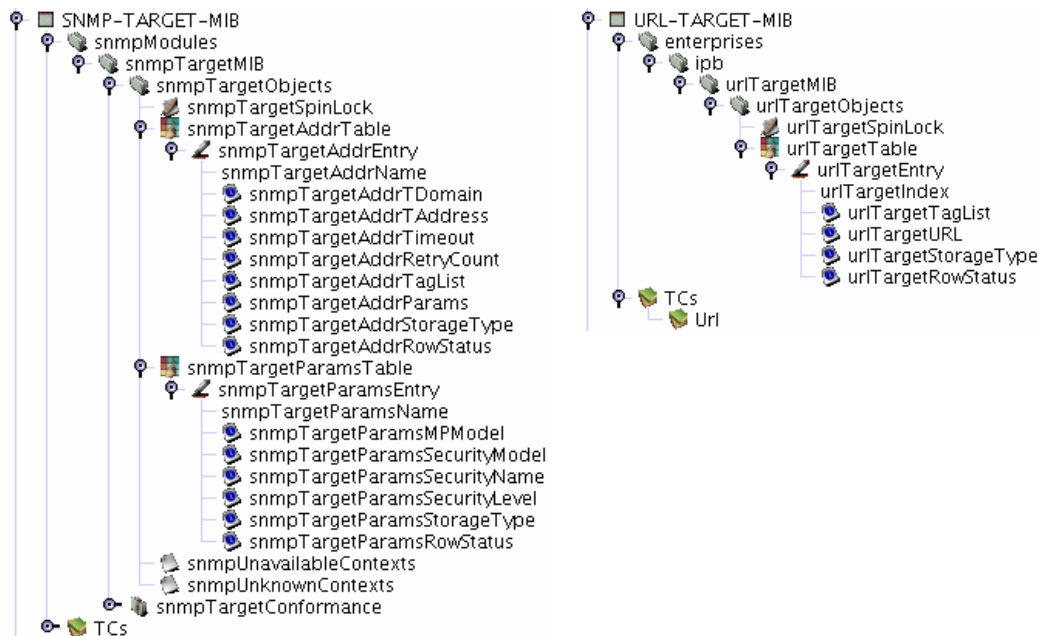 SNMP-TARGET-MIB
snmpModules
snmpTargetMIB
snmpTargetObjects
snmpTargetSpinLock
snmpTargetAddrTable
snmpTargetAddrEntry
snmpTargetAddrName
snmpTargetAddrTDomain
snmpTargetAddrTAddress
snmpTargetAddrTimeout
snmpTargetAddrRetryCount
snmpTargetAddrTagList
snmpTargetAddrParams
snmpTargetAddrStorageType
snmpTargetAddrRowStatus
snmpTargetParamsTable
snmpTargetParamsEntry
snmpTargetParamsName
snmpTargetParamsMPModel
snmpTargetParamsSecurityModel
snmpTargetParamsSecurityName
snmpTargetParamsSecurityLevel
snmpTargetParamsStorageType
snmpTargetParamsRowStatus
snmpUnavailableContexts
snmpUnknownContexts
snmpTargetConformance
TCs
URL-TARGET-MIB
enterprises
ipb
urlTargetMIB
urlTargetObjects
urlTargetSpinLock
urlTargetTable
urlTargetEntry
urlTargetIndex
urlTargetTagList
urlTargetURL
urlTargetStorageType
urlTargetRowStatus
TCs
Url